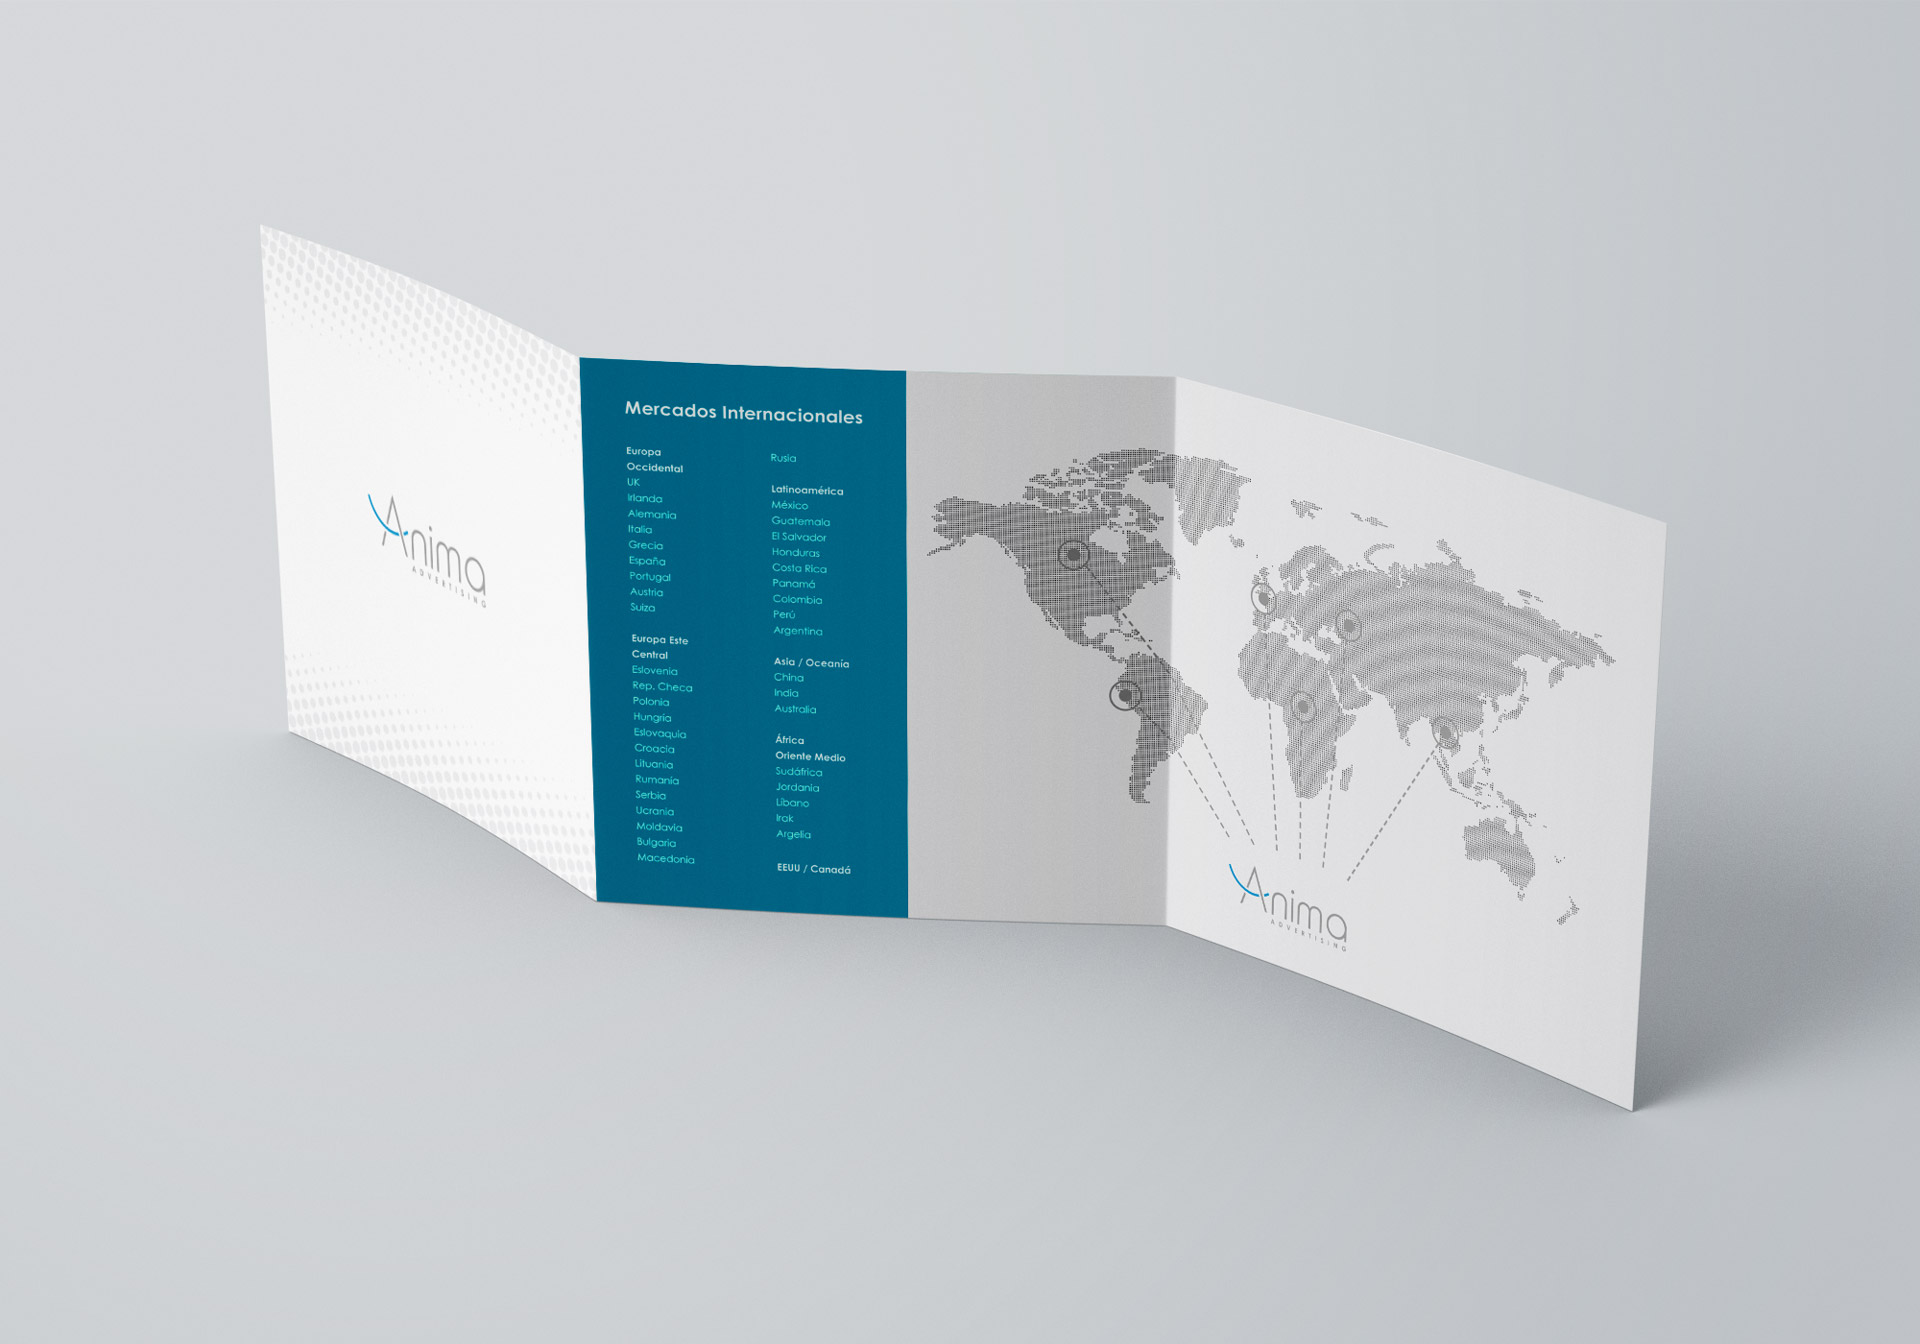 Anima
ADVERTISING
Mercados Internacionales
Europa
Occidental
UK
Irlanda
Alemania
Italia
Grecia
España
Portugal
Austria
Suiza
Europa Este
Central
Eslovenia
Rep. Checa
Polonia
Hungria
Eslovaquia
Croacia
Lituania
Rumania
Serbia
Ucrania
Moldavia
Bulgaria
Macedonia
Rusia
Latinoamérica
México
Guatemala
El Salvador
Honduras
Costa Rica
Panamá
Colombia
Perú
Argentina
Asia / Oceania
China
India
Australia
África
Oriente Medio
Sudáfrica
Jordania
Libano
Irak
Argelia
EEUU / Canadá
Anima
ADVERTISING